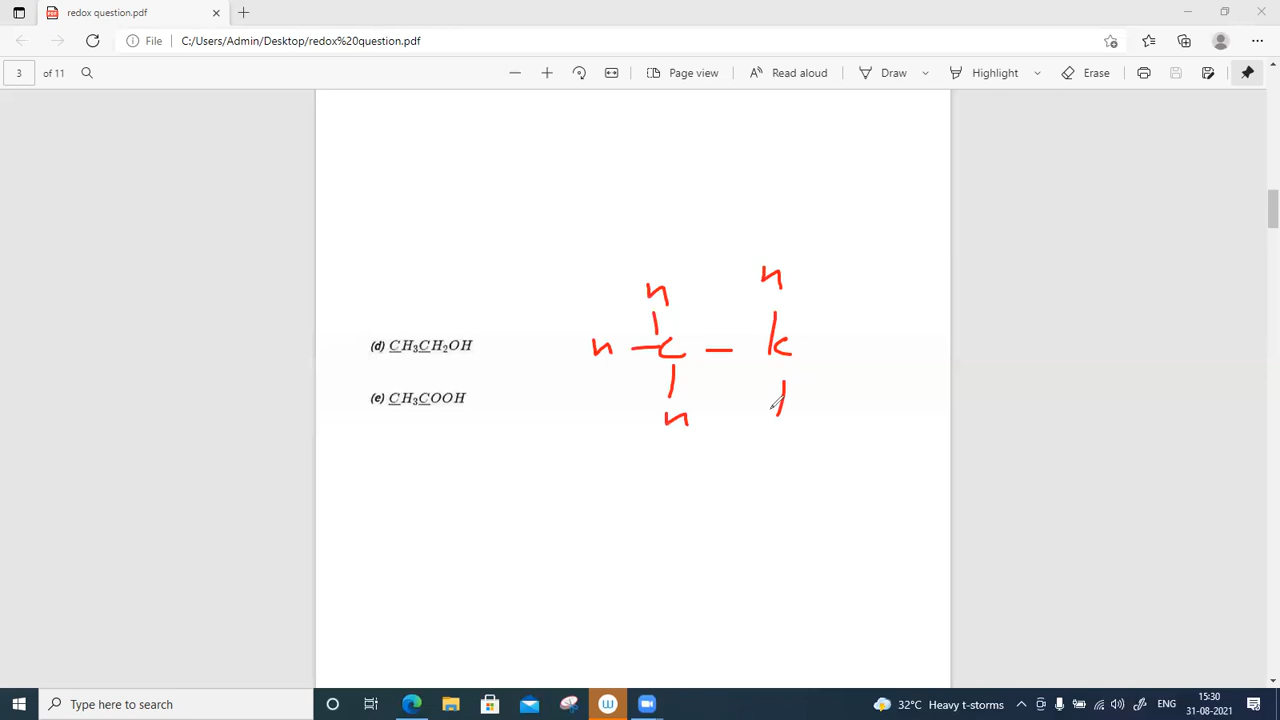 redox question.pdf
File C:/Users/Admin/Desktop/redox%20question.pdf
3 of 11 Page view Read aloud Draw Highlight Erase
n n
(d) CH₃CH₂OH n – C – C
(e) CH₃COOH n
Type here to search W 32°C Heavy t-storms ENG 15:30
31-08-2021